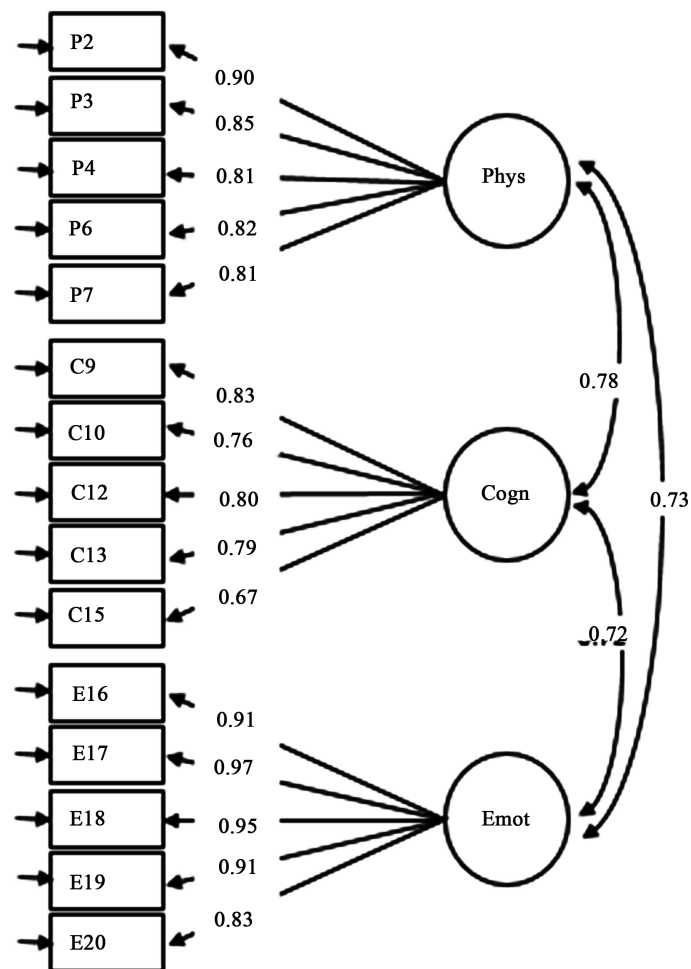 P2
0.90
P3
0.85
P4
0.81
Phys
P6
0.82
P7
0.81
C9
0.83
0.78
C10
0.76
C12
0.80
Cogn
0.73
C13
0.79
C15
0.67
0.72
E16
0.91
E17
0.97
E18
0.95
Emot
E19
0.91
E20
0.83